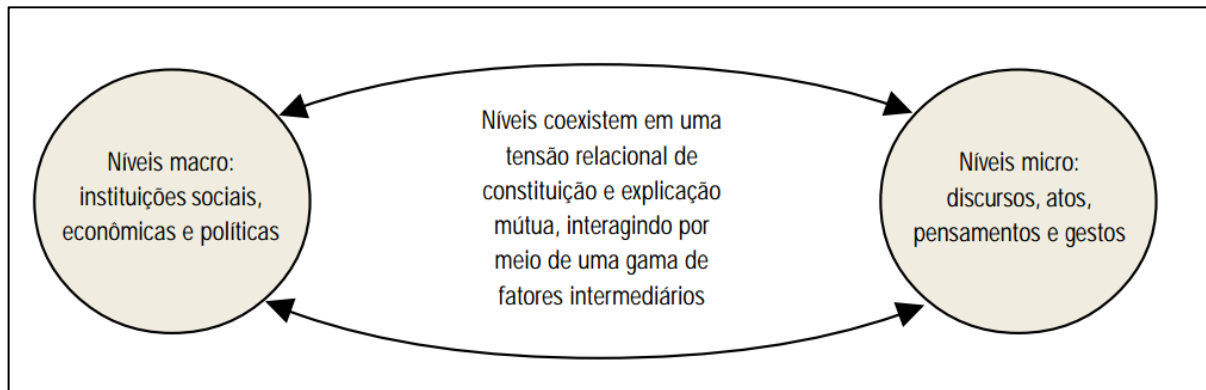 Níveis macro:
instituições sociais,
econômicas e políticas
Níveis coexistem em uma
tensão relacional de
constituição e explicação
mútua, interagindo por
meio de uma gama de
fatores intermediários
Níveis micro:
discursos, atos,
pensamentos e gestos